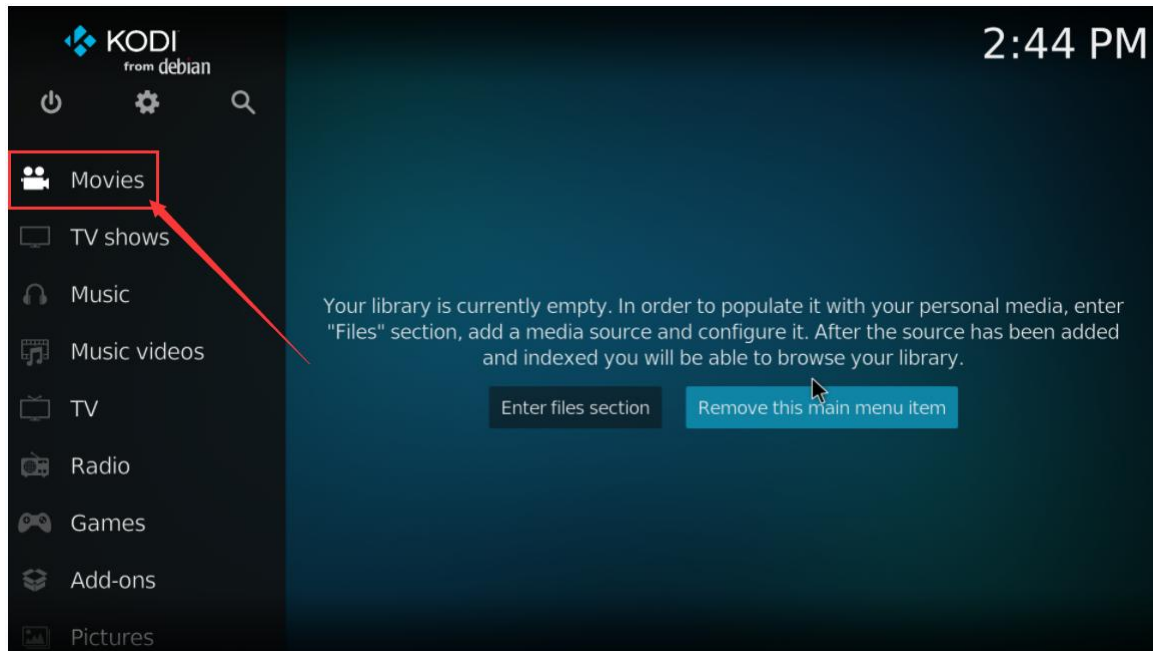 KODI
from debian
2:44 PM
Movies
TV shows
Music
Music videos
TV
Radio
Games
Add-ons
Pictures
Your library is currently empty. In order to populate it with your personal media, enter
"Files" section, add a media source and configure it. After the source has been added
and indexed you will be able to browse your library.
Enter files section
Remove this main menu item